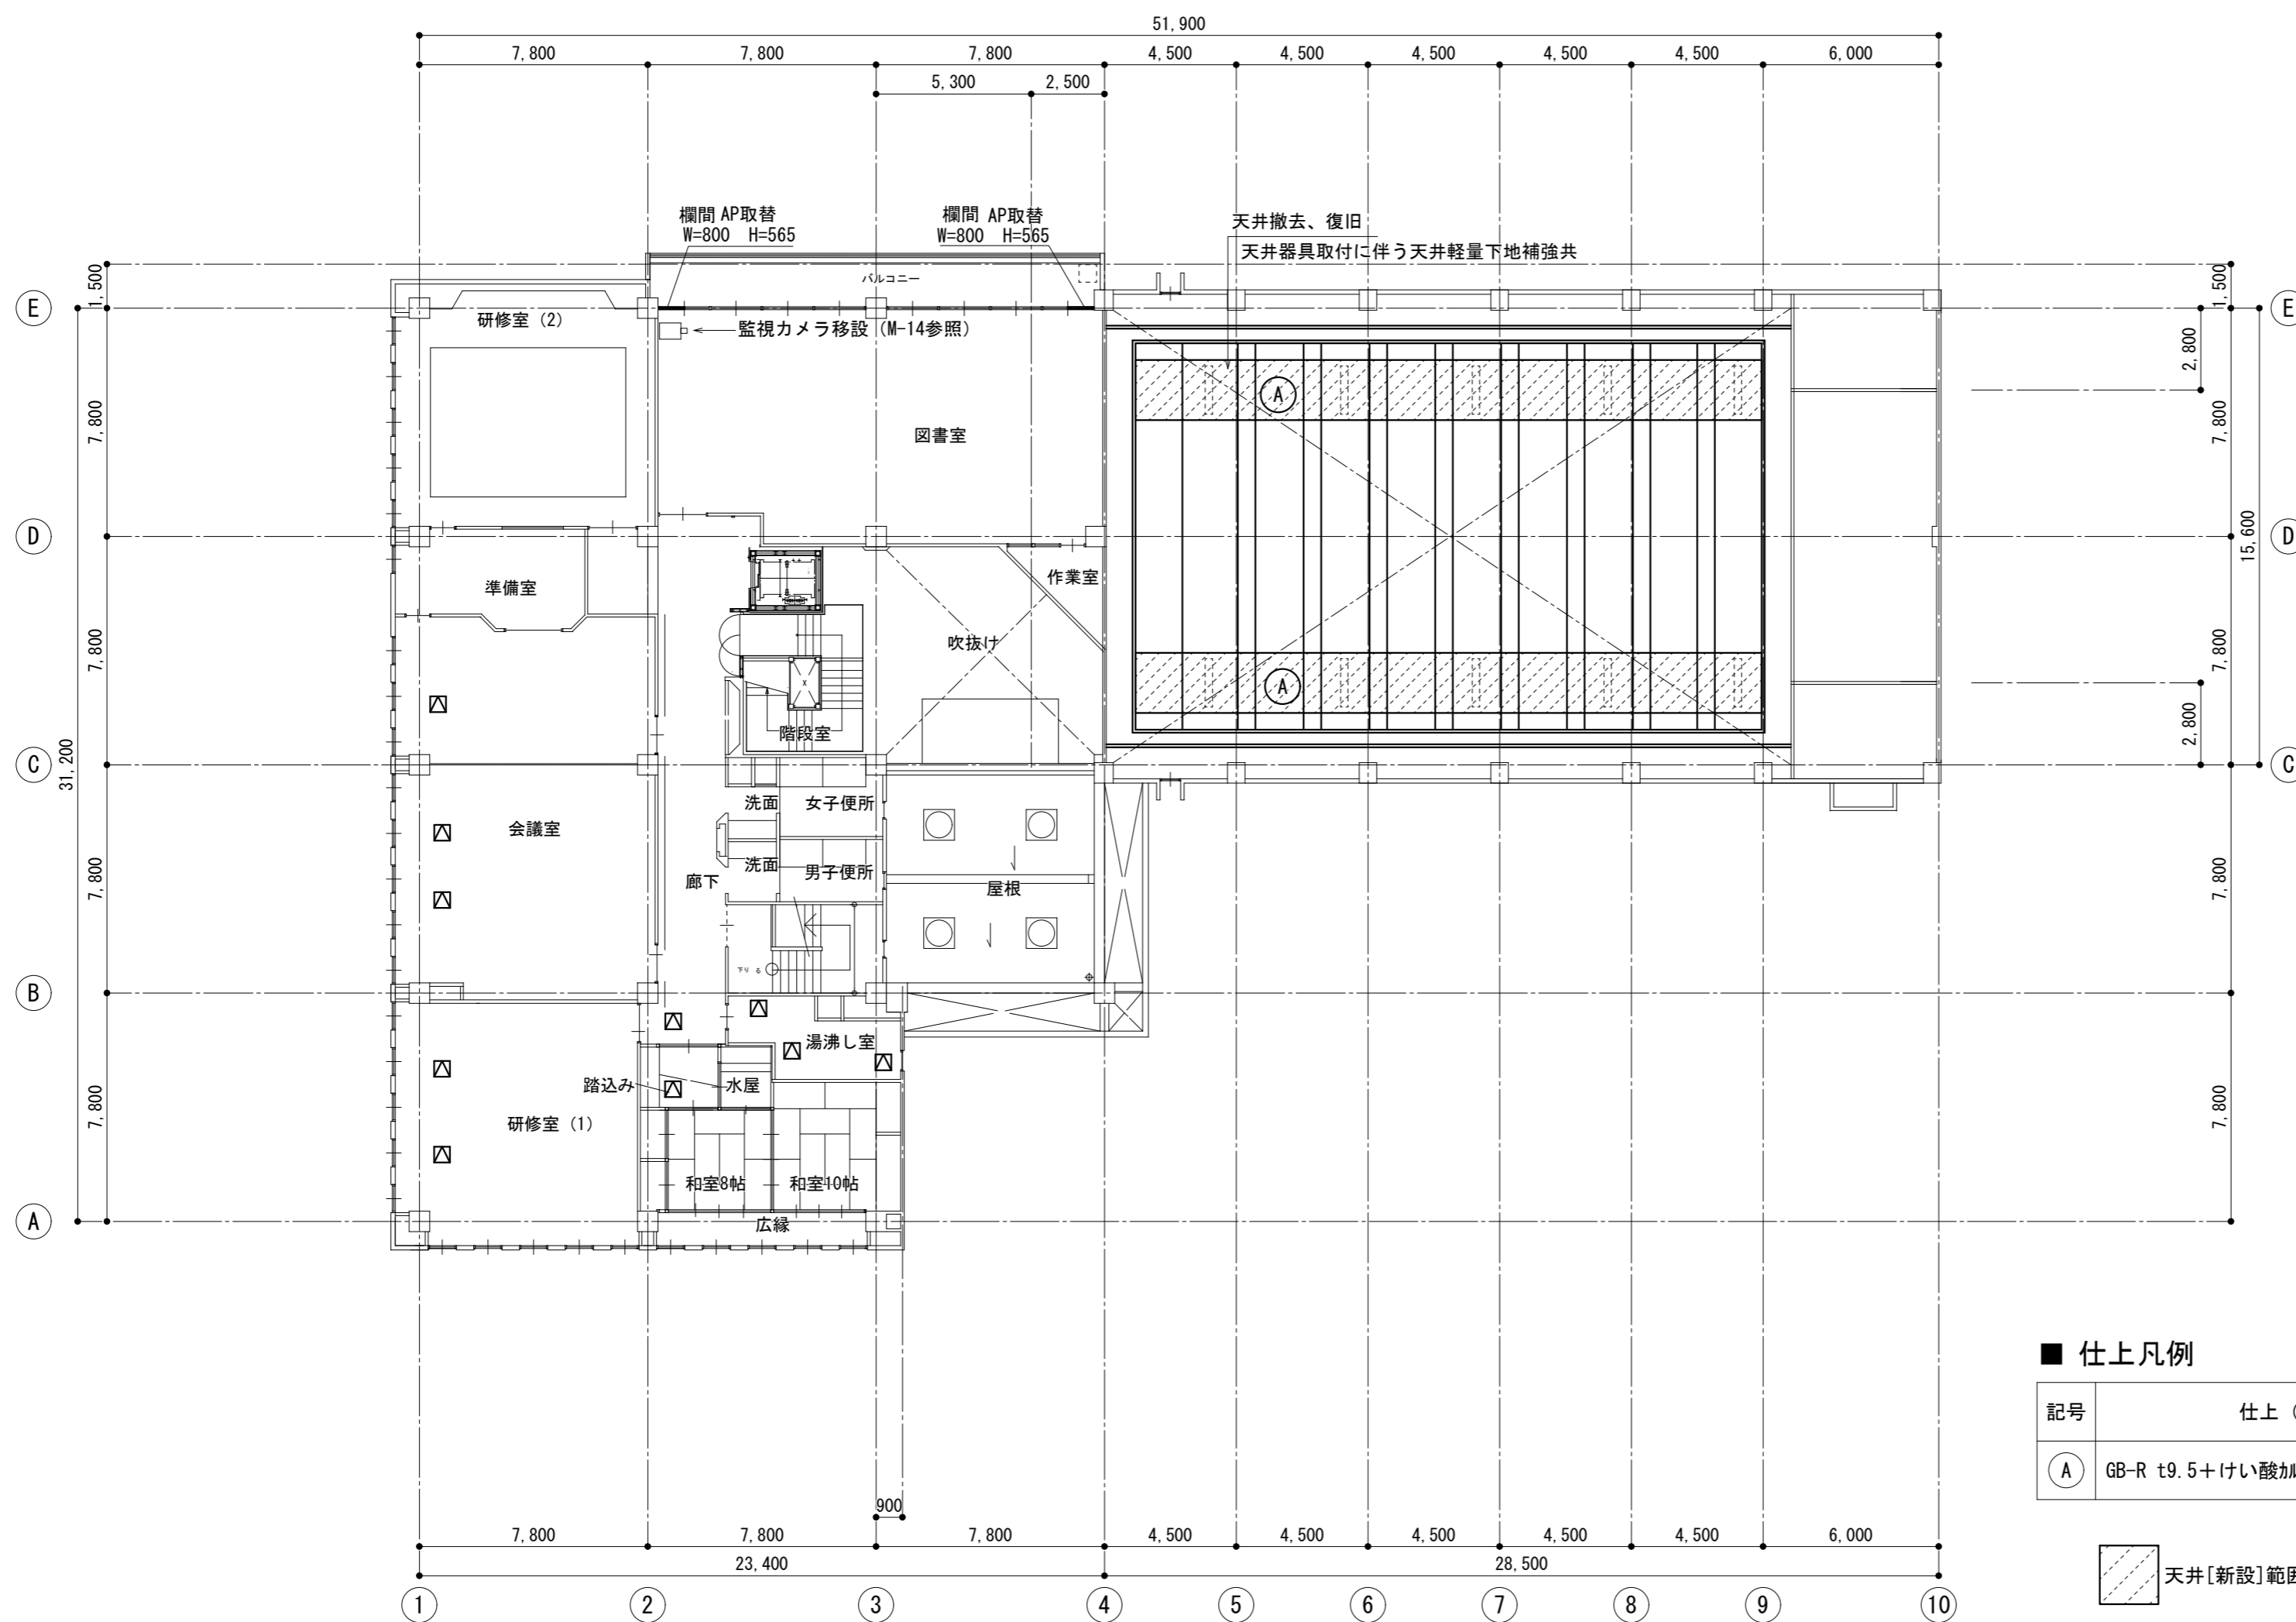 51,900
7,800 7,800 7,800 4,500 4,500 4,500 4,500 4,500 6,000
5,300 2,500
欄間 AP取替
W=800 H=565
欄間 AP取替
W=800 H=565
天井撤去、復旧
天井器具取付に伴う天井軽量下地補強共
バルコニー
1,500
1,500
E
E
研修室（2）
監視カメラ移設（M-14参照）
2,800
A
7,800
7,800
図書室
D
D
15,600
作業室
準備室
吹抜け
7,800
7,800
A
X
階段室
2,800
31,200
C
C
洗面 女子便所
会議室
洗面 男子便所
廊下
屋根
7,800
7,800
下りる
B
湯沸し室
踏込み
水屋
7,800
7,800
研修室（1）
和室8帖 和室10帖
広縁
A
■ 仕上凡例
記号 仕上（
A GB-R t9.5＋けい酸カル
天井[新設]範囲
900
7,800 7,800 7,800 4,500 4,500 4,500 4,500 4,500 6,000
23,400 28,500
1 2 3 4 5 6 7 8 9 10